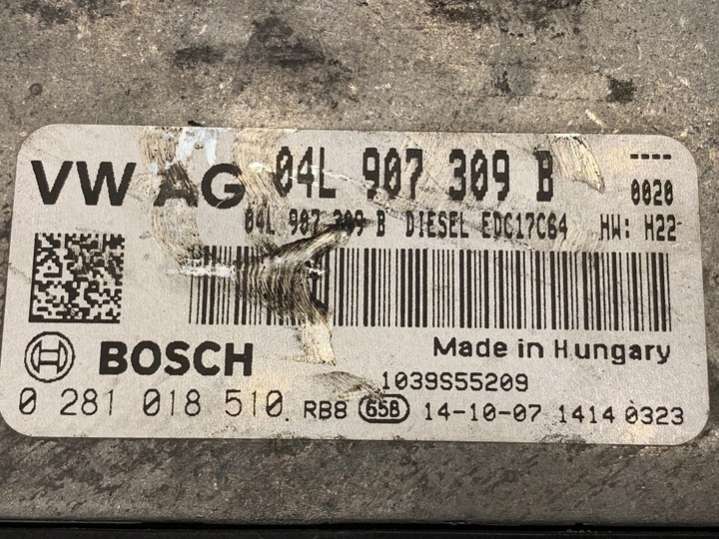 VW AG 04L 907 309 B ----
0020
04L 907 309 B DIESEL EDC17C64 HW: H22
BOSCH Made in Hungary
1039S55209
0 281 018 510 RB8 65B 14-10-07 1414 0323